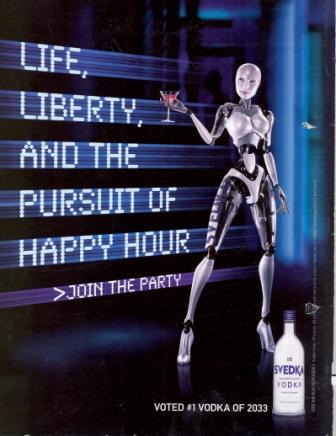 LIFE,
LIBERTY,
AND THE
PURSUIT OF
HAPPY HOUR
>JOIN THE PARTY
SVEDKA
VODKA
VOTED #1 VODKA OF 2033